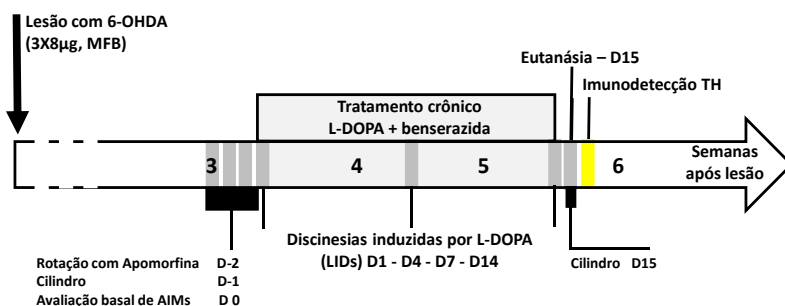 Lesão com 6-OHDA
(3X8µg, MFB)
Eutanásia – D15
Imunodetecção TH
Tratamento crônico
L-DOPA + benserazida
3
4
5
6
Semanas
após lesão
Discinesias induzidas por L-DOPA
(LIDs) D1 - D4 - D7 - D14
Rotação com Apomorfina D-2
Cilindro D-1
Avaliação basal de AIMs D 0
Cilindro D15